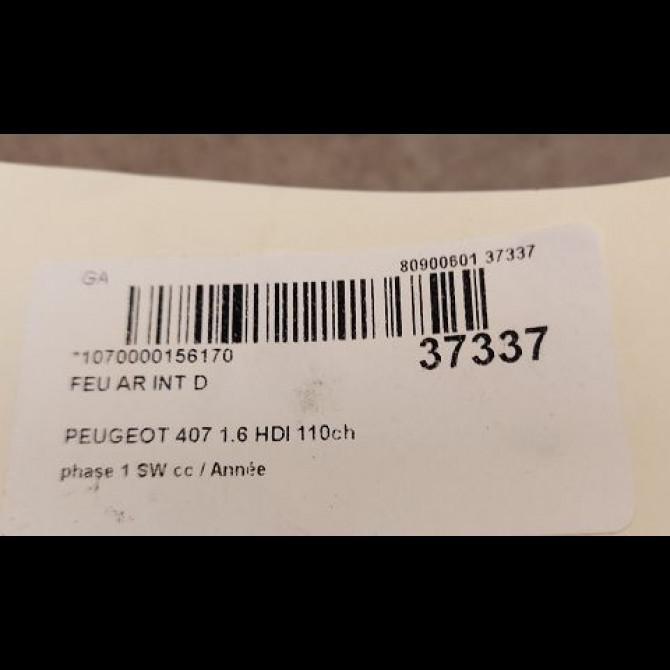 GA
80900601 37337
*1070000156170
37337
FEU AR INT D
PEUGEOT 407 1.6 HDI 110ch
phase 1 SW cc / Année